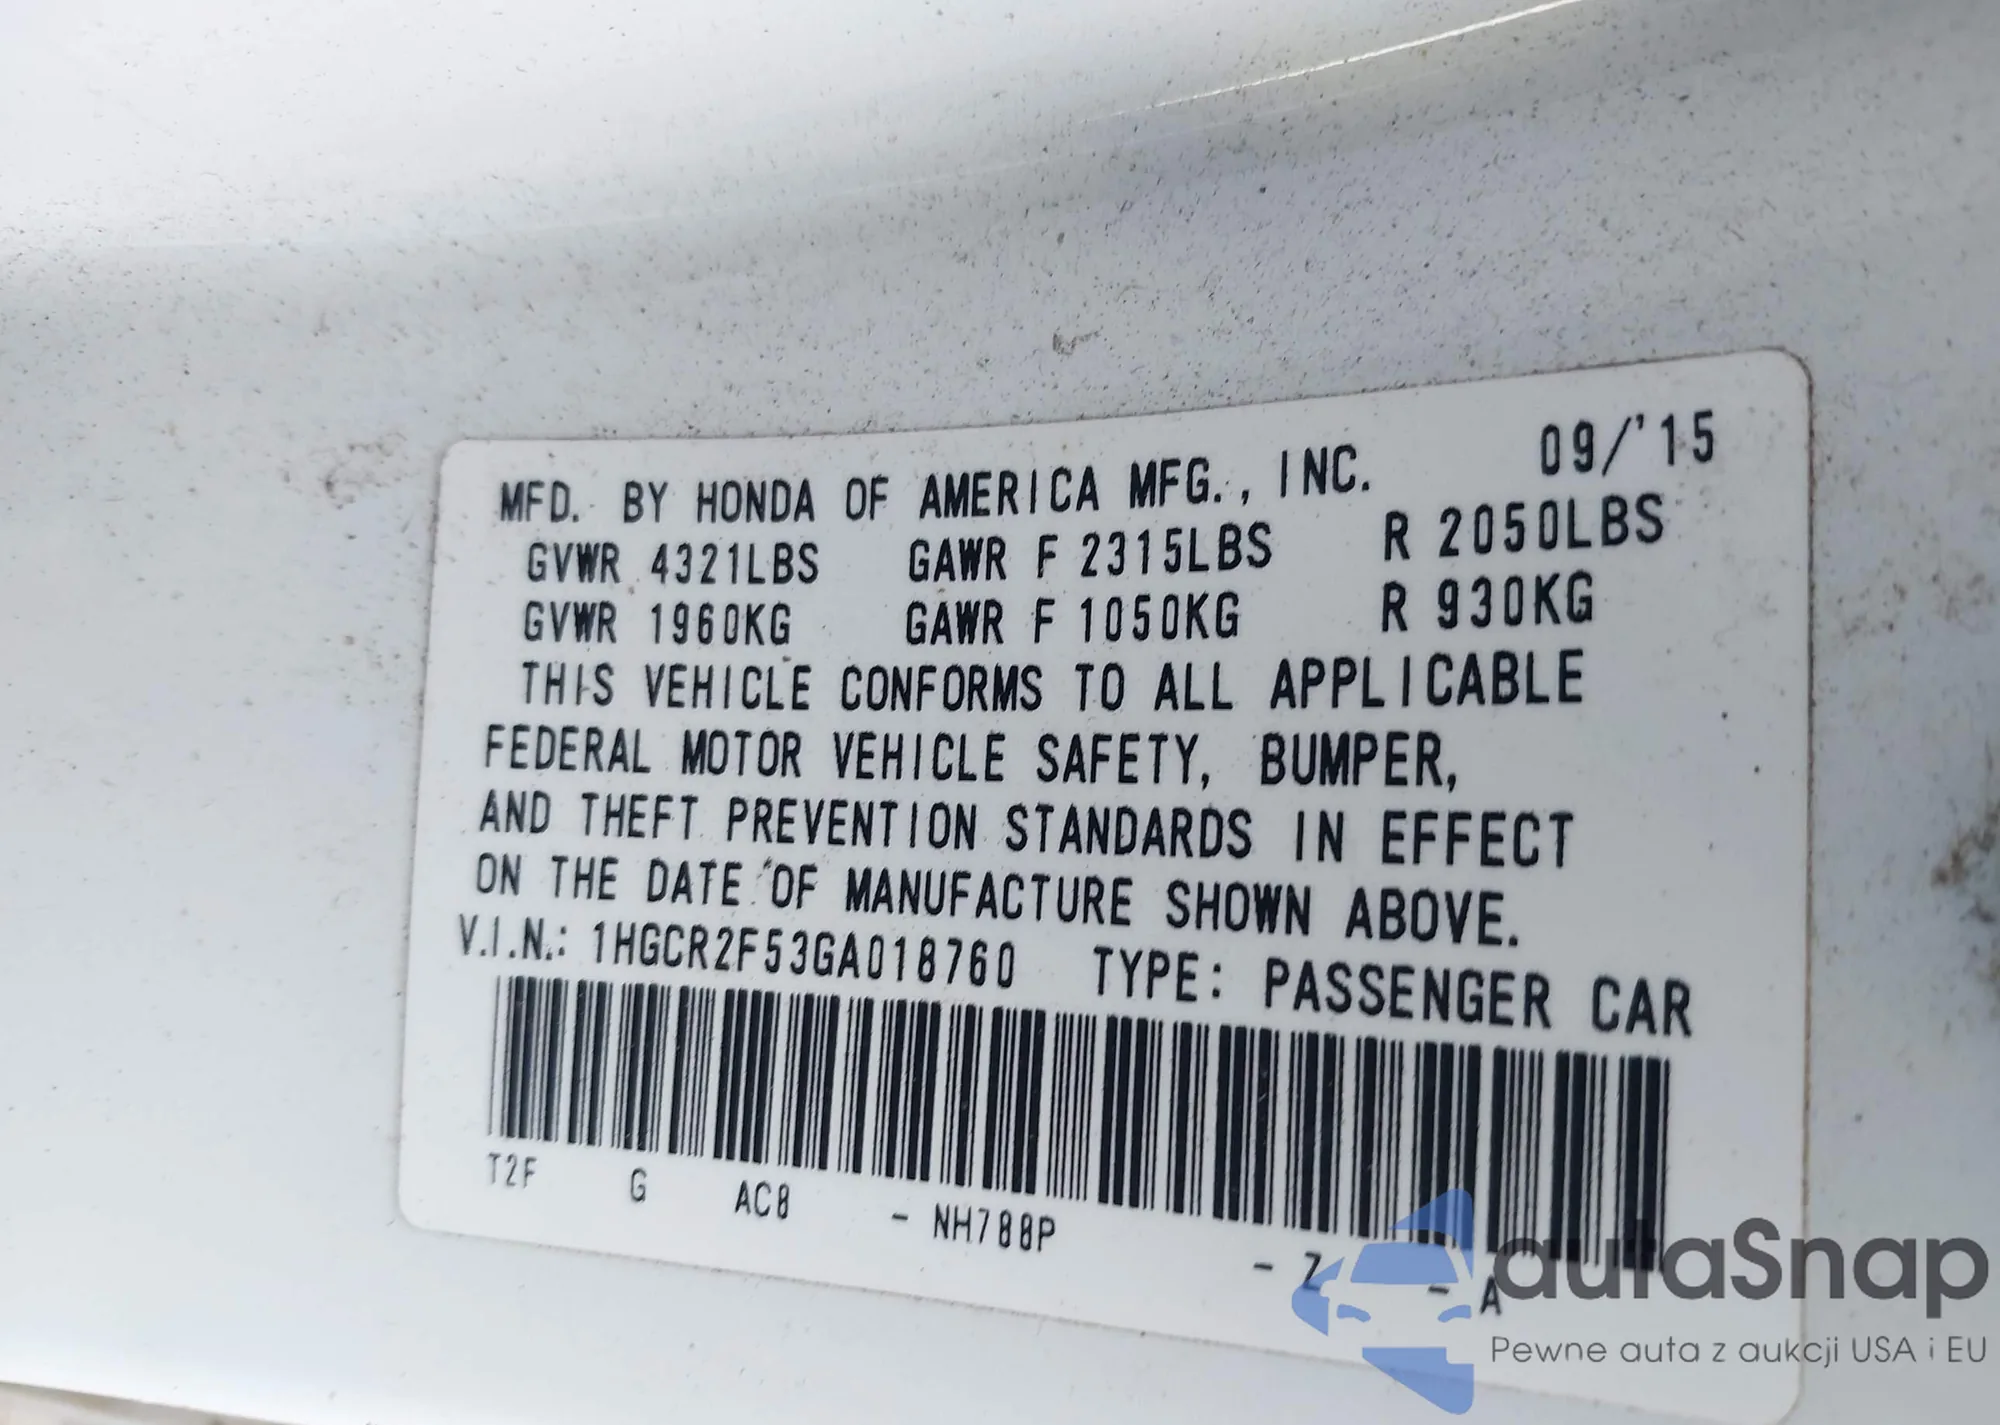 MFD. BY HONDA OF AMERICA MFG., INC. 09/'15
GVWR 4321LBS GAWR F 2315LBS R 2050LBS
GVWR 1960KG GAWR F 1050KG R 930KG
THIS VEHICLE CONFORMS TO ALL APPLICABLE
FEDERAL MOTOR VEHICLE SAFETY, BUMPER,
AND THEFT PREVENTION STANDARDS IN EFFECT
ON THE DATE OF MANUFACTURE SHOWN ABOVE.
V.I.N.: 1HGCR2F53GA018760 TYPE: PASSENGER CAR
T2F G AC8 - NH788P - Z - A
autaSnap
Pewne auta z aukcji USA i EU